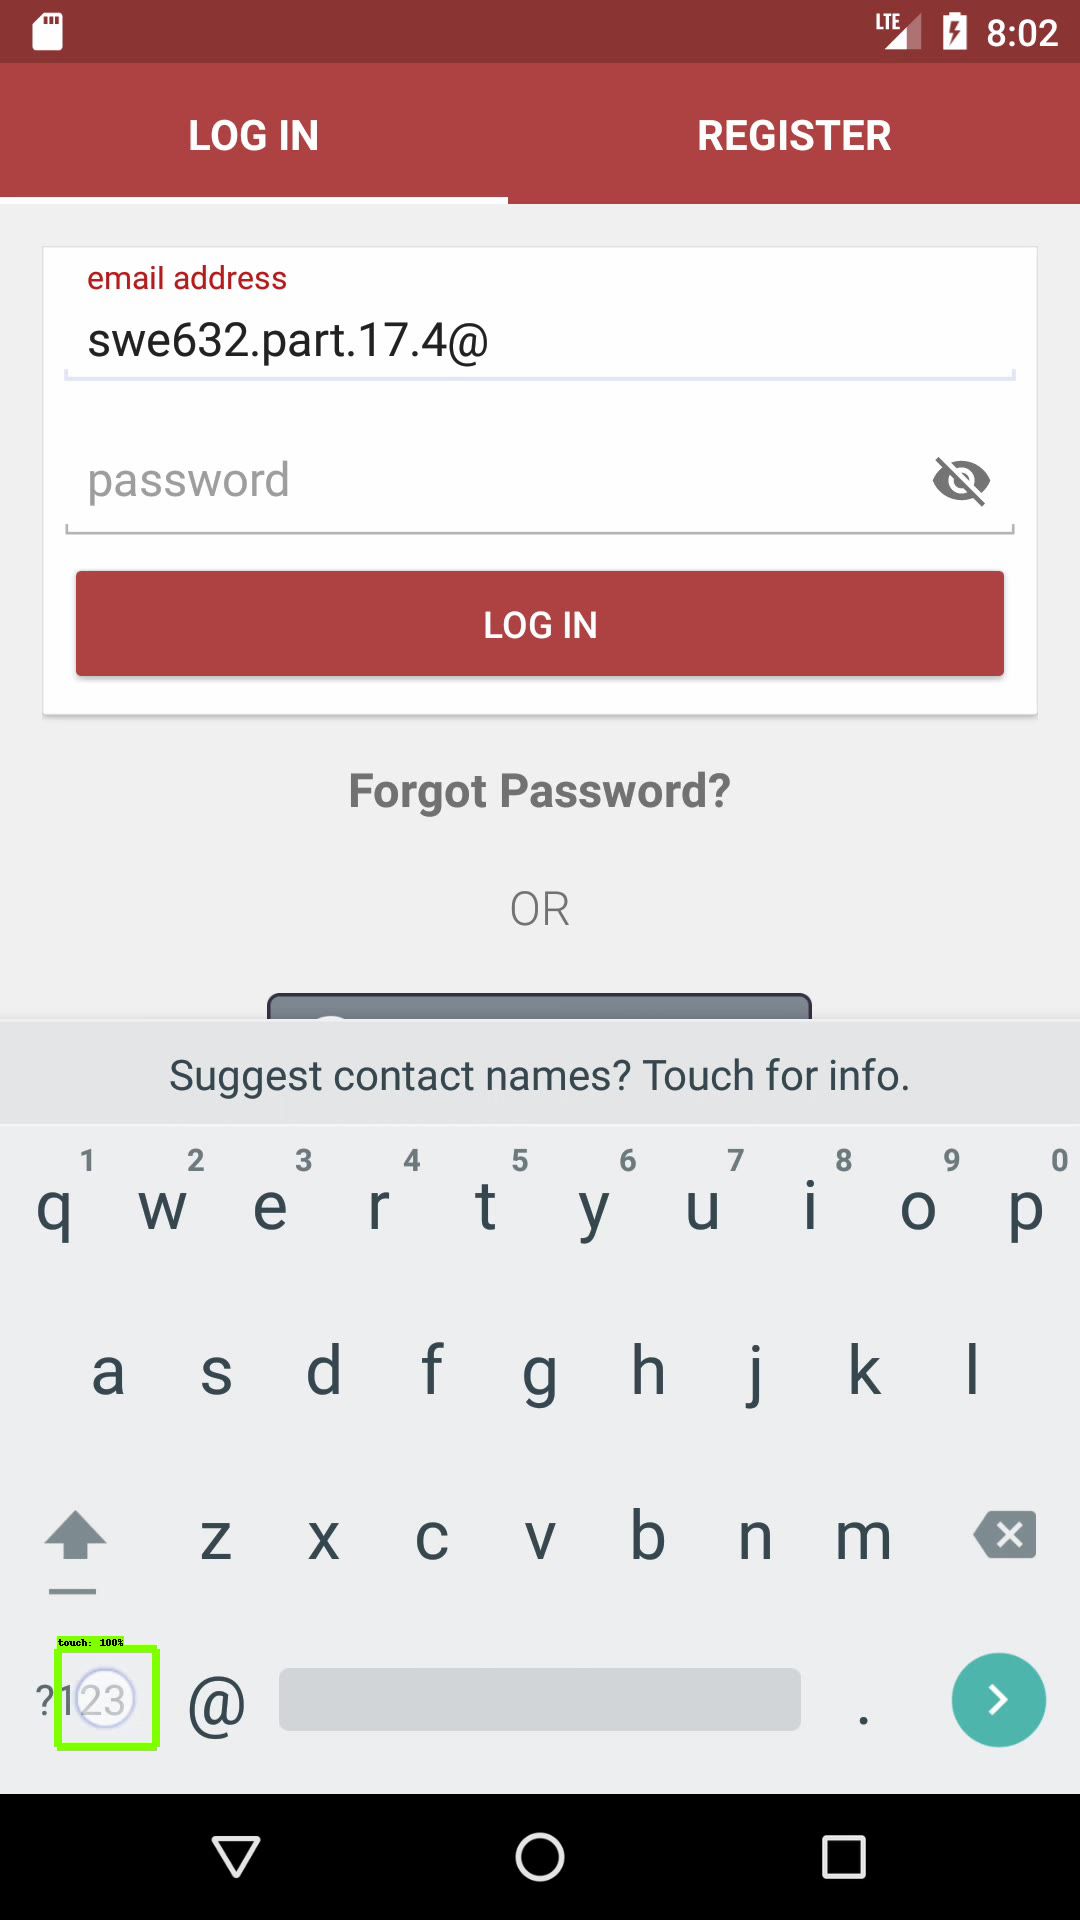 LTE 8:02
LOG IN REGISTER
email address
swe632.part.17.4@
password
LOG IN
Forgot Password?
OR
Suggest contact names? Touch for info.
1 2 3 4 5 6 7 8 9 0
q w e r t y u i o p
a s d f g h j k l
z x c v b n m
touch: 100%
?123 @ .